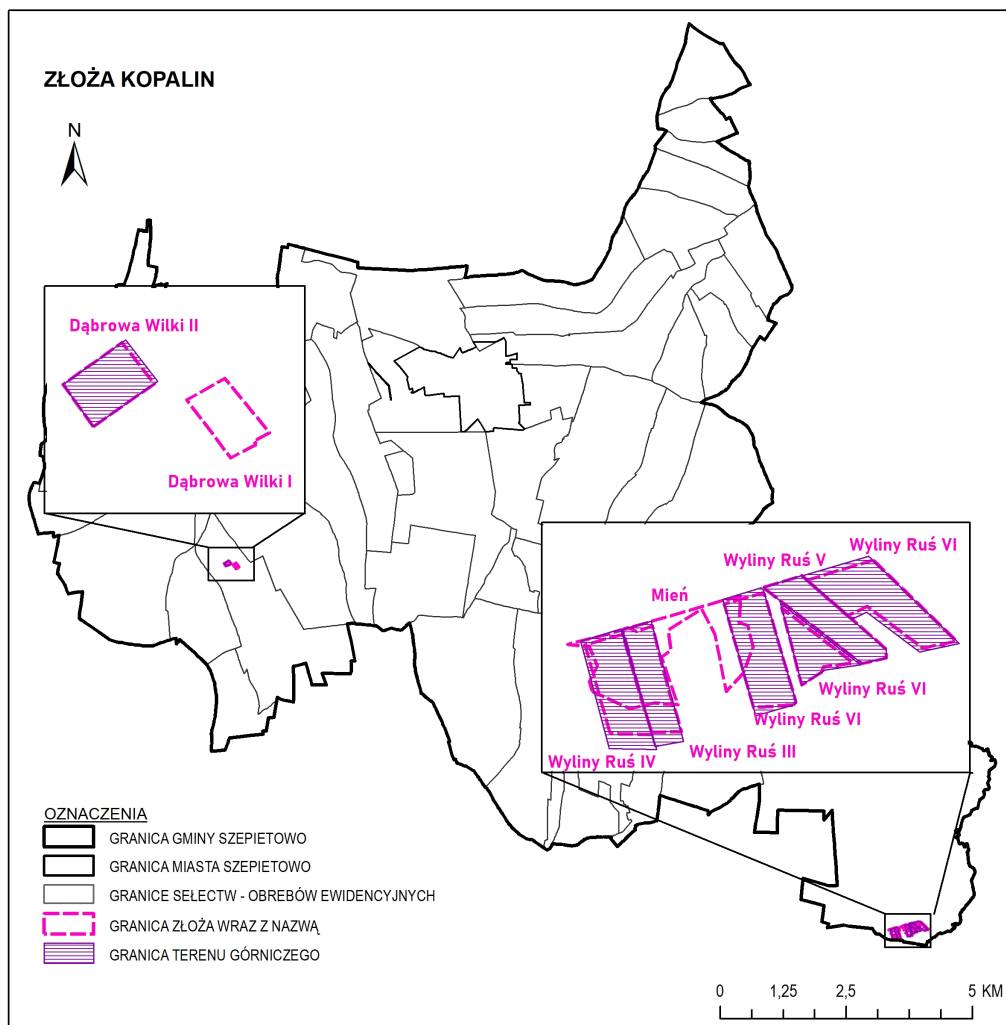 ZŁOŻA KOPALIN
N
Dąbrowa Wilki II
Dąbrowa Wilki I
Wyliny Ruś V
Wyliny Ruś VI
Mień
Wyliny Ruś VI
Wyliny Ruś VI
Wyliny Ruś III
Wyliny Ruś IV
OZNACZENIA
GRANICA GMINY SZEPIETOWO
GRANICA MIASTA SZEPIETOWO
GRANICE SEŁECTW - OBRĘBÓW EWIDENCYJNYCH
GRANICA ZŁOŻA WRAZ Z NAZWĄ
GRANICA TERENU GÓRNICZEGO
0 1,25 2,5 5 KM